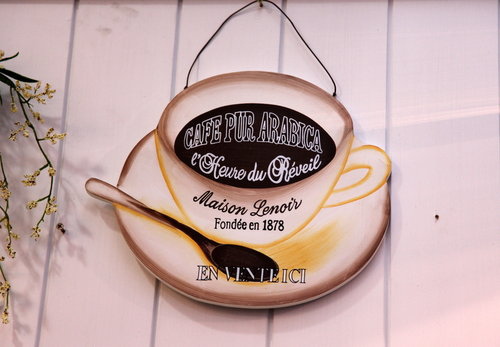 CAFE PUR ARABICA
l'Heure du Réveil
Maison Lenoir
Fondée en 1878
EN VENTE ICI